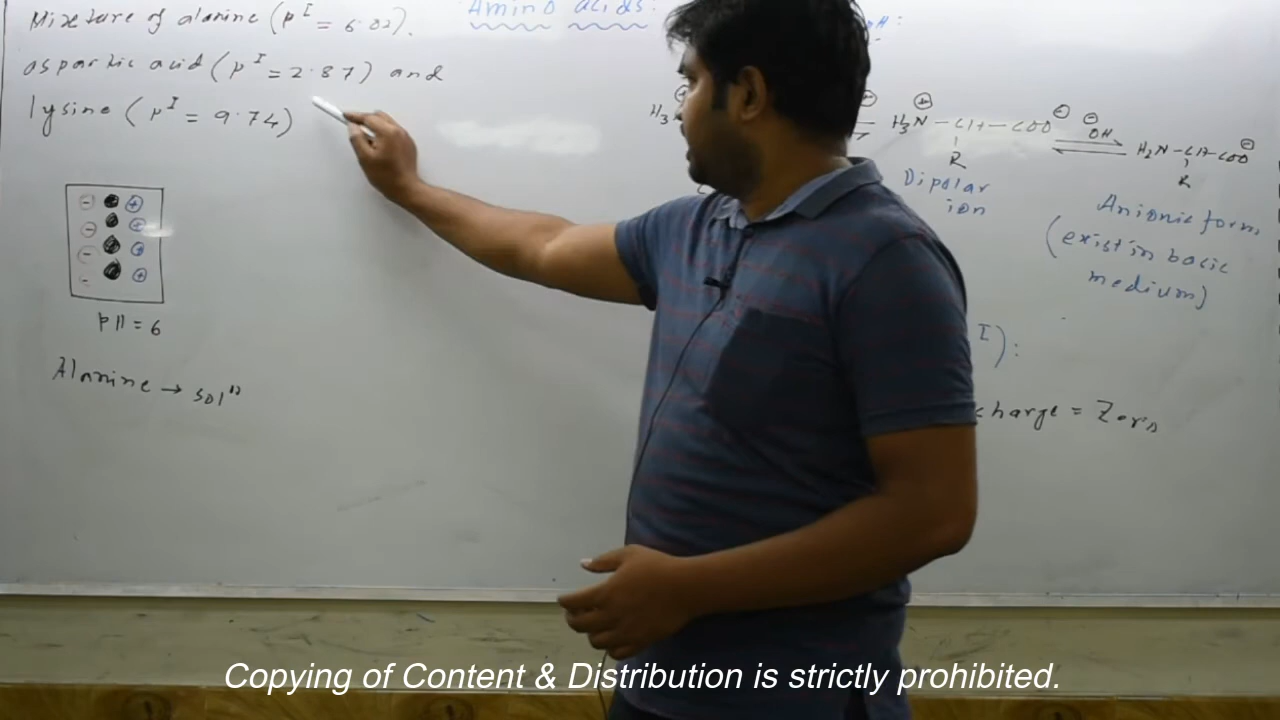 Mixture of alanine (pI = 6.02).
aspartic acid (pI = 2.87) and
lysine (pI = 9.74)
- ● +
- ● +
- ● +
- ● +
pH = 6
Alanine → solⁿ
Amino acids:
pH:
H₃N
⊕
H₃N – CH – COO⊖
|
R
Dipolar
ion
⊖OH
H₂N – CH – COO⊖
|
R
Anionic form
(exist in basic
medium)
I):
charge = Zero
Copying of Content & Distribution is strictly prohibited.